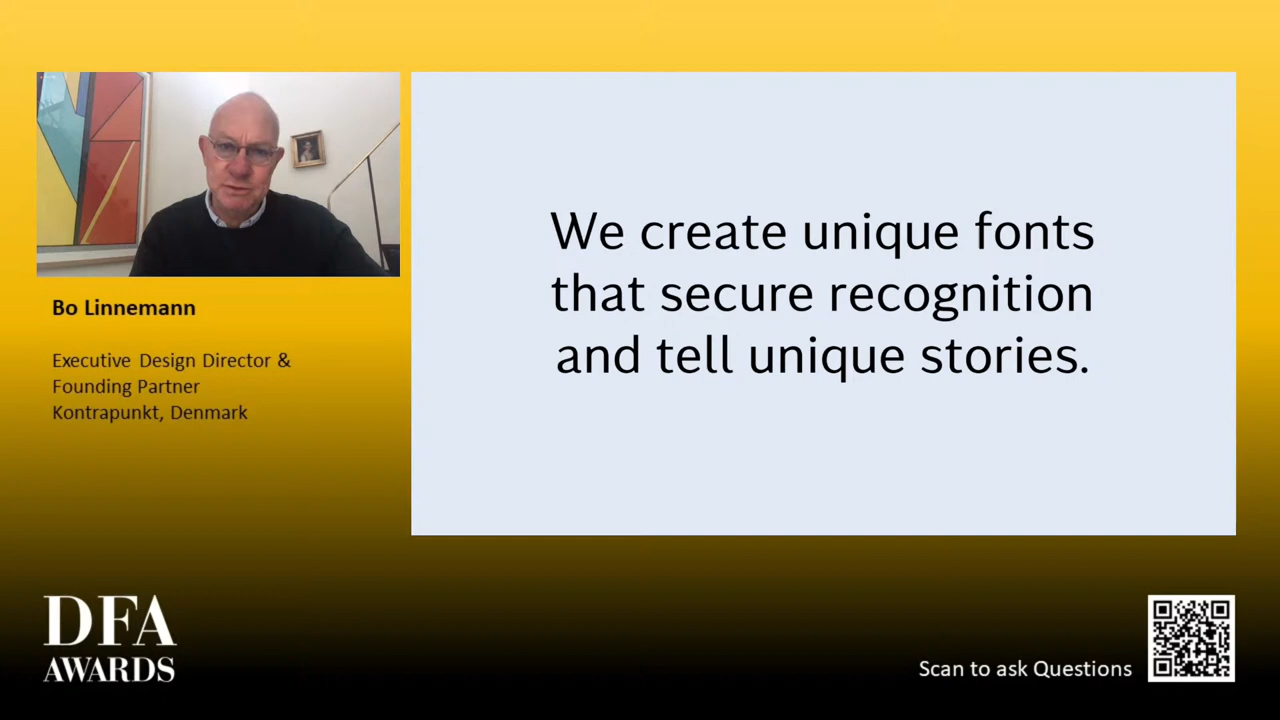 Bo Linnemann
Executive Design Director &
Founding Partner
Kontrapunkt, Denmark
We create unique fonts
that secure recognition
and tell unique stories.
DFA
AWARDS
Scan to ask Questions